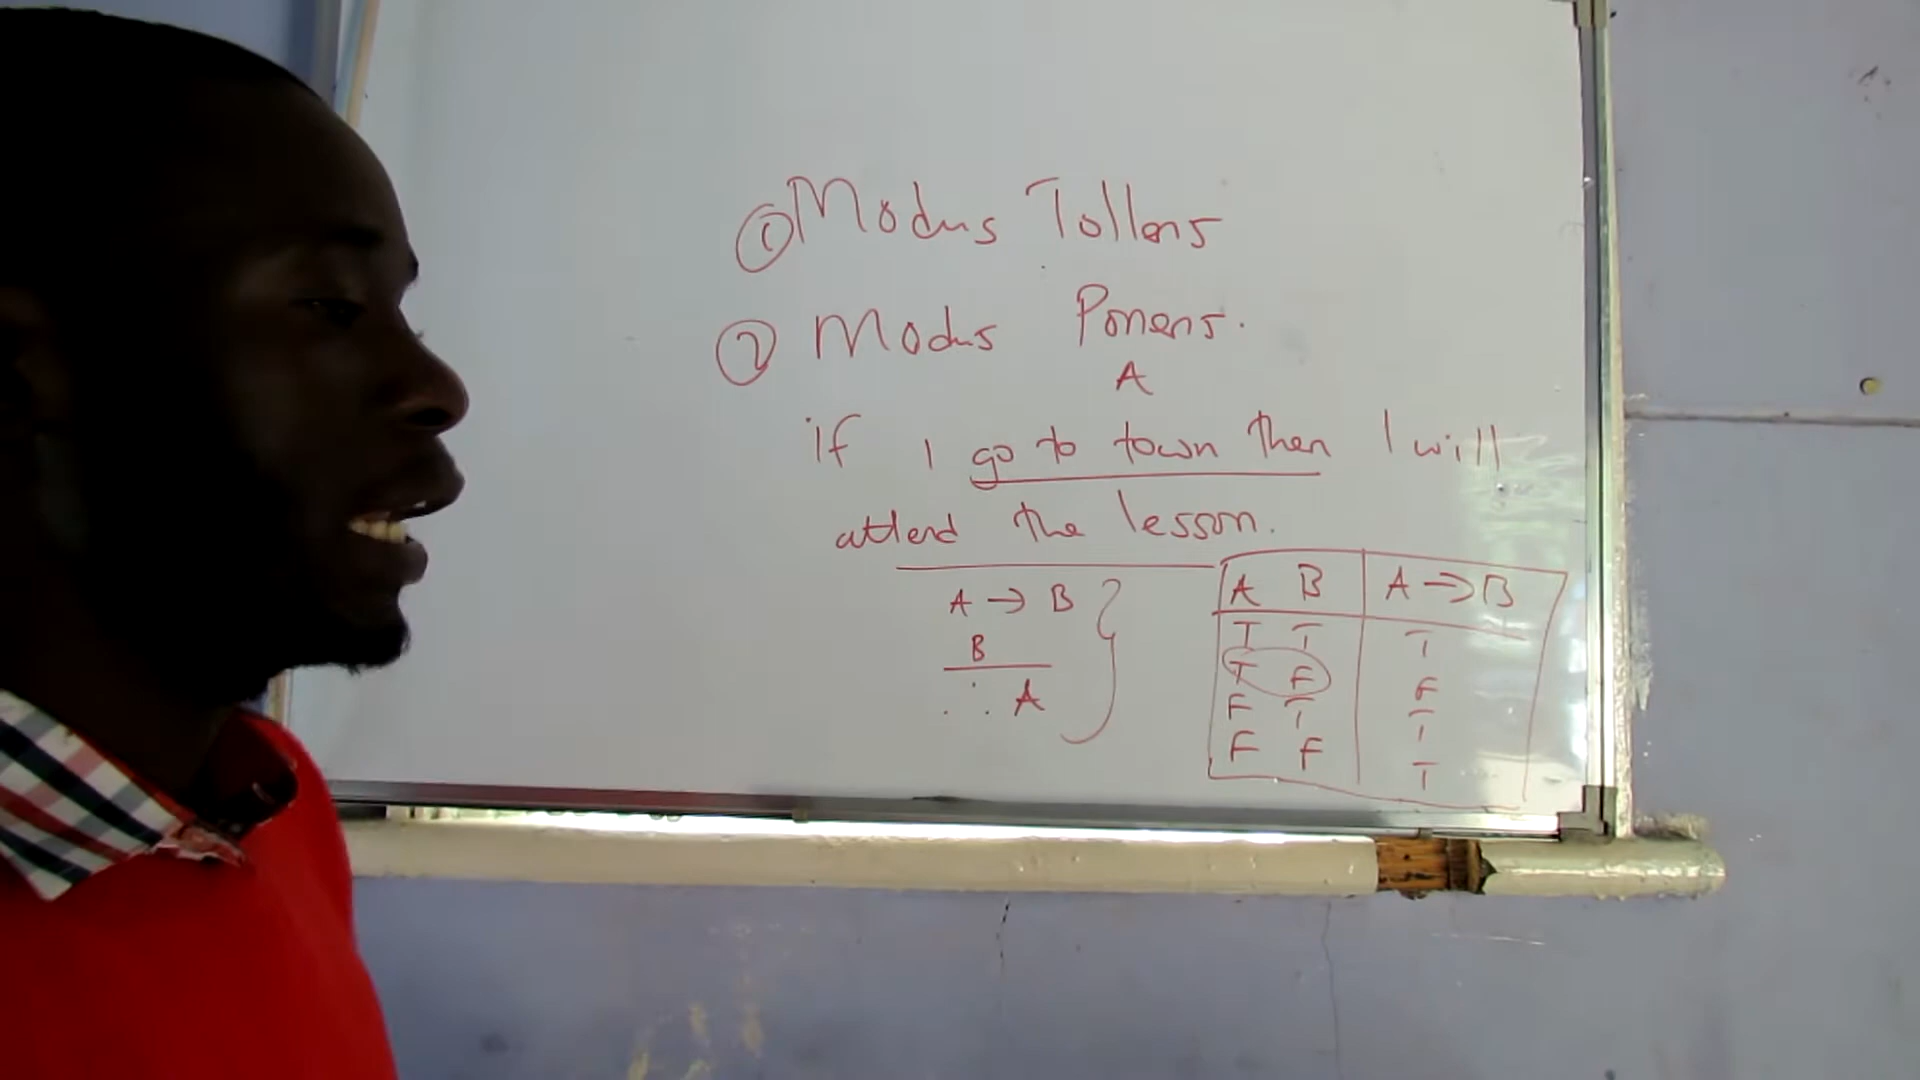 ① Modus Tollens
② Modus Ponens.
A
if I go to town then I will
attend the lesson.
A → B
B
∴ A
A B A → B
T T T
T F F
F T T
F F T